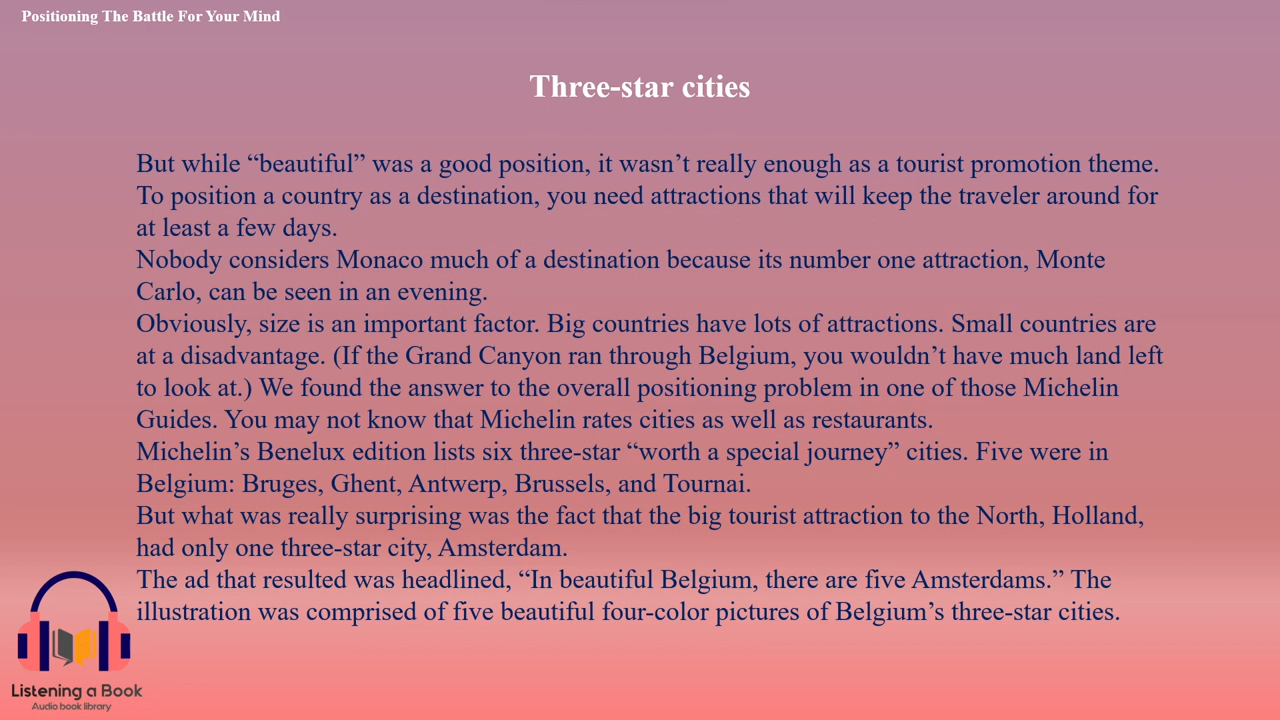 Positioning The Battle For Your Mind
Three-star cities
But while “beautiful” was a good position, it wasn’t really enough as a tourist promotion theme.
To position a country as a destination, you need attractions that will keep the traveler around for
at least a few days.
Nobody considers Monaco much of a destination because its number one attraction, Monte
Carlo, can be seen in an evening.
Obviously, size is an important factor. Big countries have lots of attractions. Small countries are
at a disadvantage. (If the Grand Canyon ran through Belgium, you wouldn’t have much land left
to look at.) We found the answer to the overall positioning problem in one of those Michelin
Guides. You may not know that Michelin rates cities as well as restaurants.
Michelin’s Benelux edition lists six three-star “worth a special journey” cities. Five were in
Belgium: Bruges, Ghent, Antwerp, Brussels, and Tournai.
But what was really surprising was the fact that the big tourist attraction to the North, Holland,
had only one three-star city, Amsterdam.
The ad that resulted was headlined, “In beautiful Belgium, there are five Amsterdams.” The
illustration was comprised of five beautiful four-color pictures of Belgium’s three-star cities.
Listening a Book
Audio book library